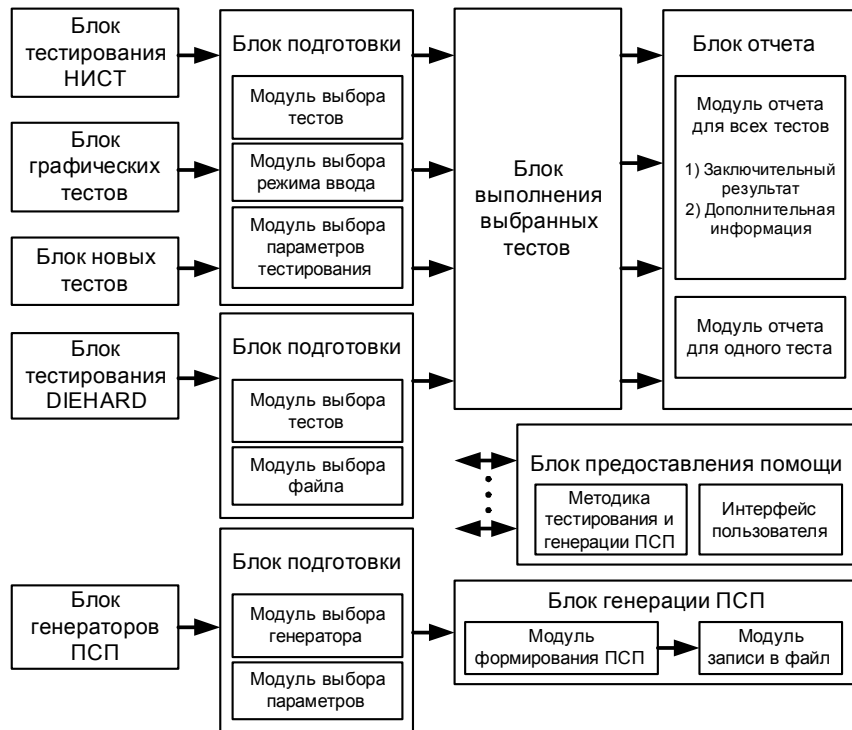 Блок
тестирования
НИСТ
Блок
графических
тестов
Блок новых
тестов
Блок
тестирования
DIEHARD
Блок
генераторов
ПСП
Блок подготовки
Модуль выбора
тестов
Модуль выбора
режима ввода
Модуль выбора
параметров
тестирования
Блок подготовки
Модуль выбора
тестов
Модуль выбора
файла
Блок подготовки
Модуль выбора
генератора
Модуль выбора
параметров
Блок
выполнения
выбранных
тестов
Блок отчета
Модуль отчета
для всех тестов
1) Заключительный
результат
2) Дополнительная
информация
Модуль отчета
для одного теста
Блок предоставления помощи
Методика
тестирования и
генерации ПСП
Интерфейс
пользователя
Блок генерации ПСП
Модуль
формирования ПСП
Модуль
записи в файл